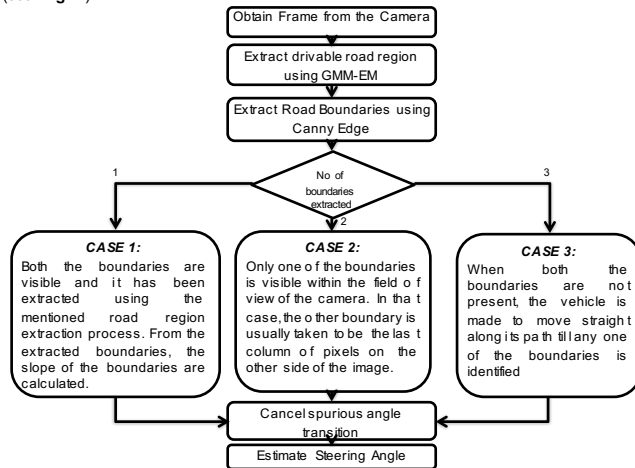 Obtain Frame from the Camera
Extract drivable road region
using GMM-EM
Extract Road Boundaries using
Canny Edge
1
No of
boundaries
extracted
3
2
CASE 1:
Both the boundaries are
visible and it has been
extracted using the
mentioned road region
extraction process. From the
extracted boundaries, the
slope of the boundaries are
calculated.
CASE 2:
Only one of the boundaries
is visible within the field of
view of the camera. In that
case, the other boundary is
usually taken to be the last
column of pixels on the
other side of the image.
CASE 3:
When both the
boundaries are not
present, the vehicle is
made to move straight
along its path till any one
of the boundaries is
identified
Cancel spurious angle
transition
Estimate Steering Angle